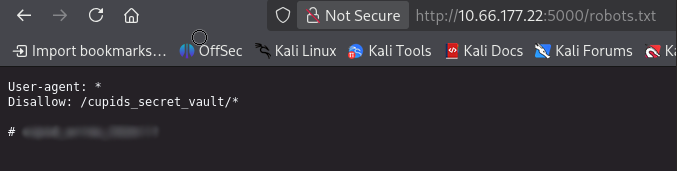 Not Secure http://10.66.177.22:5000/robots.txt
Import bookmarks... OffSec Kali Linux Kali Tools Kali Docs Kali Forums Ka
User-agent: *
Disallow: /cupids_secret_vault/*
#